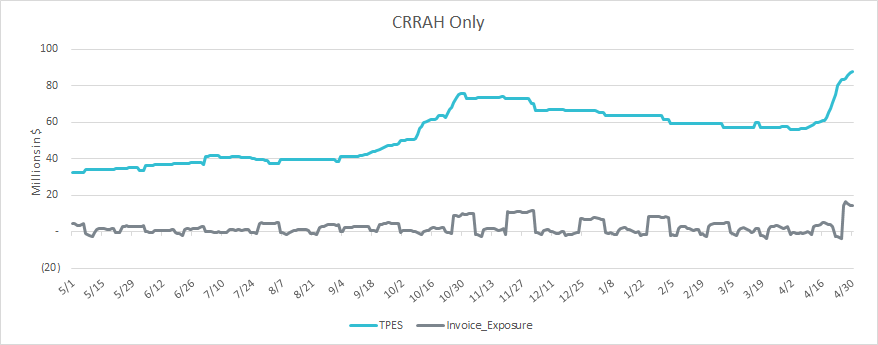 CRRAH Only
Millions in $
100
80
60
40
20
-
(20)
5/1 5/15 5/29 6/12 6/26 7/10 7/24 8/7 8/21 9/4 9/18 10/2 10/16 10/30 11/13 11/27 12/11 12/25 1/8 1/22 2/5 2/19 3/5 3/19 4/2 4/16 4/30
TPES Invoice_Exposure